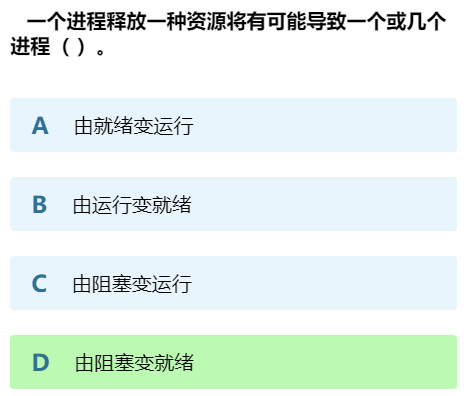 一个进程释放一种资源将有可能导致一个或几个
进程（ ）。
A 由就绪变运行
B 由运行变就绪
C 由阻塞变运行
D 由阻塞变就绪